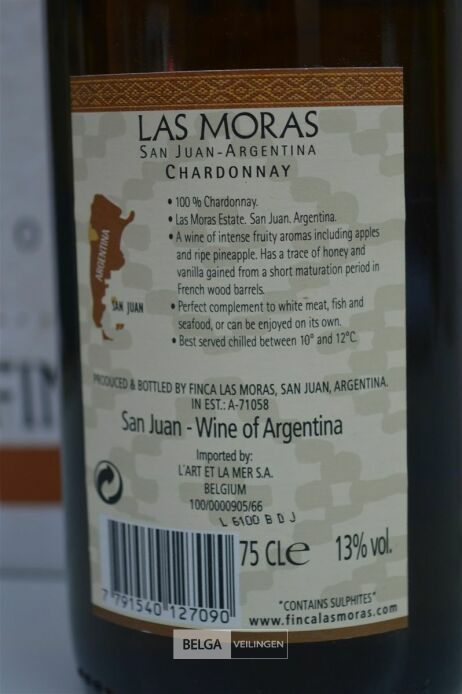 LAS MORAS
SAN JUAN-ARGENTINA
CHARDONNAY
• 100 % Chardonnay.
• Las Moras Estate. San Juan. Argentina.
• A wine of intense fruity aromas including apples
and ripe pineapple. Has a trace of honey and
vanilla gained from a short maturation period in
French wood barrels.
• Perfect complement to white meat, fish and
seafood, or can be enjoyed on its own.
• Best served chilled between 10° and 12°C.
ARGENTINA
SAN JUAN
PRODUCED & BOTTLED BY FINCA LAS MORAS, SAN JUAN, ARGENTINA.
IN EST.: A-71058
San Juan - Wine of Argentina
Imported by:
L'ART ET LA MER S.A.
BELGIUM
100/0000905/66
L 6100 B D J
75 CLe 13% vol.
7 791540 127090
"CONTAINS SULPHITES"
www.fincalasmoras.com
BELGA VEILINGEN